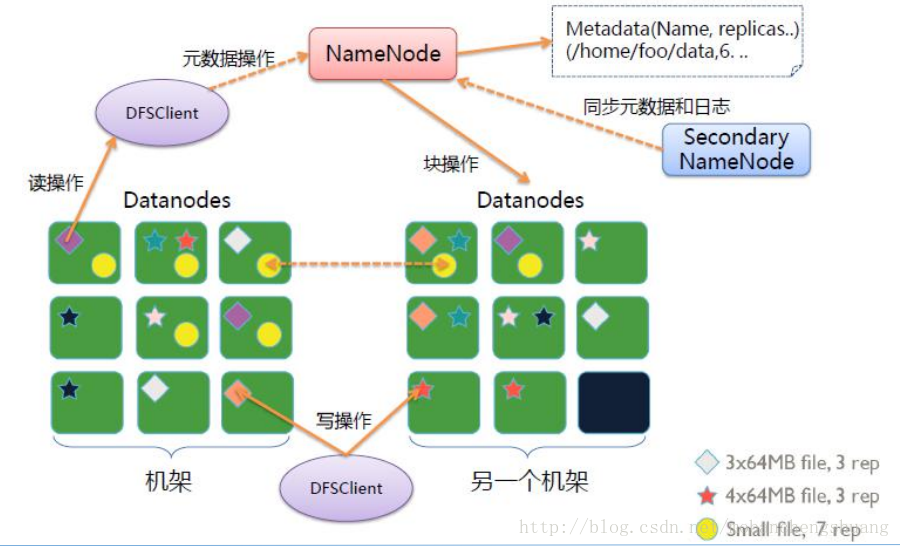 Metadata(Name, replicas..)
(/home/foo/data,6. ..
NameNode
元数据操作
DFSClient
同步元数据和日志
Secondary
NameNode
块操作
读操作
Datanodes
Datanodes
写操作
机架
DFSClient
另一个机架
3x64MB file, 3 rep
4x64MB file, 3 rep
Small file, 7 rep
http://blog.csdn.net/